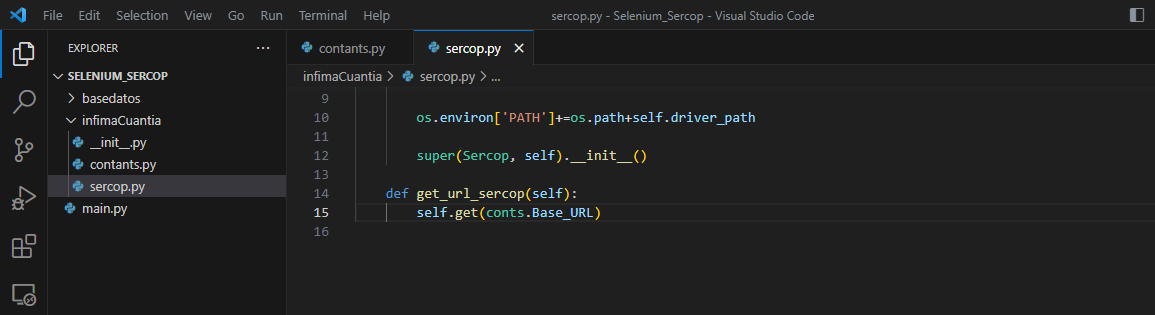 File Edit Selection View Go Run Terminal Help sercop.py - Selenium_Sercop - Visual Studio Code
EXPLORER ···
SELENIUM_SERCOP
basedatos
infimaCuantia
__init__.py
contants.py
sercop.py
main.py
contants.py sercop.py
infimaCuantia > sercop.py > ...
9
10 os.environ['PATH']+=os.path+self.driver_path
11
12 super(Sercop, self).__init__()
13
14 def get_url_sercop(self):
15 self.get(conts.Base_URL)
16